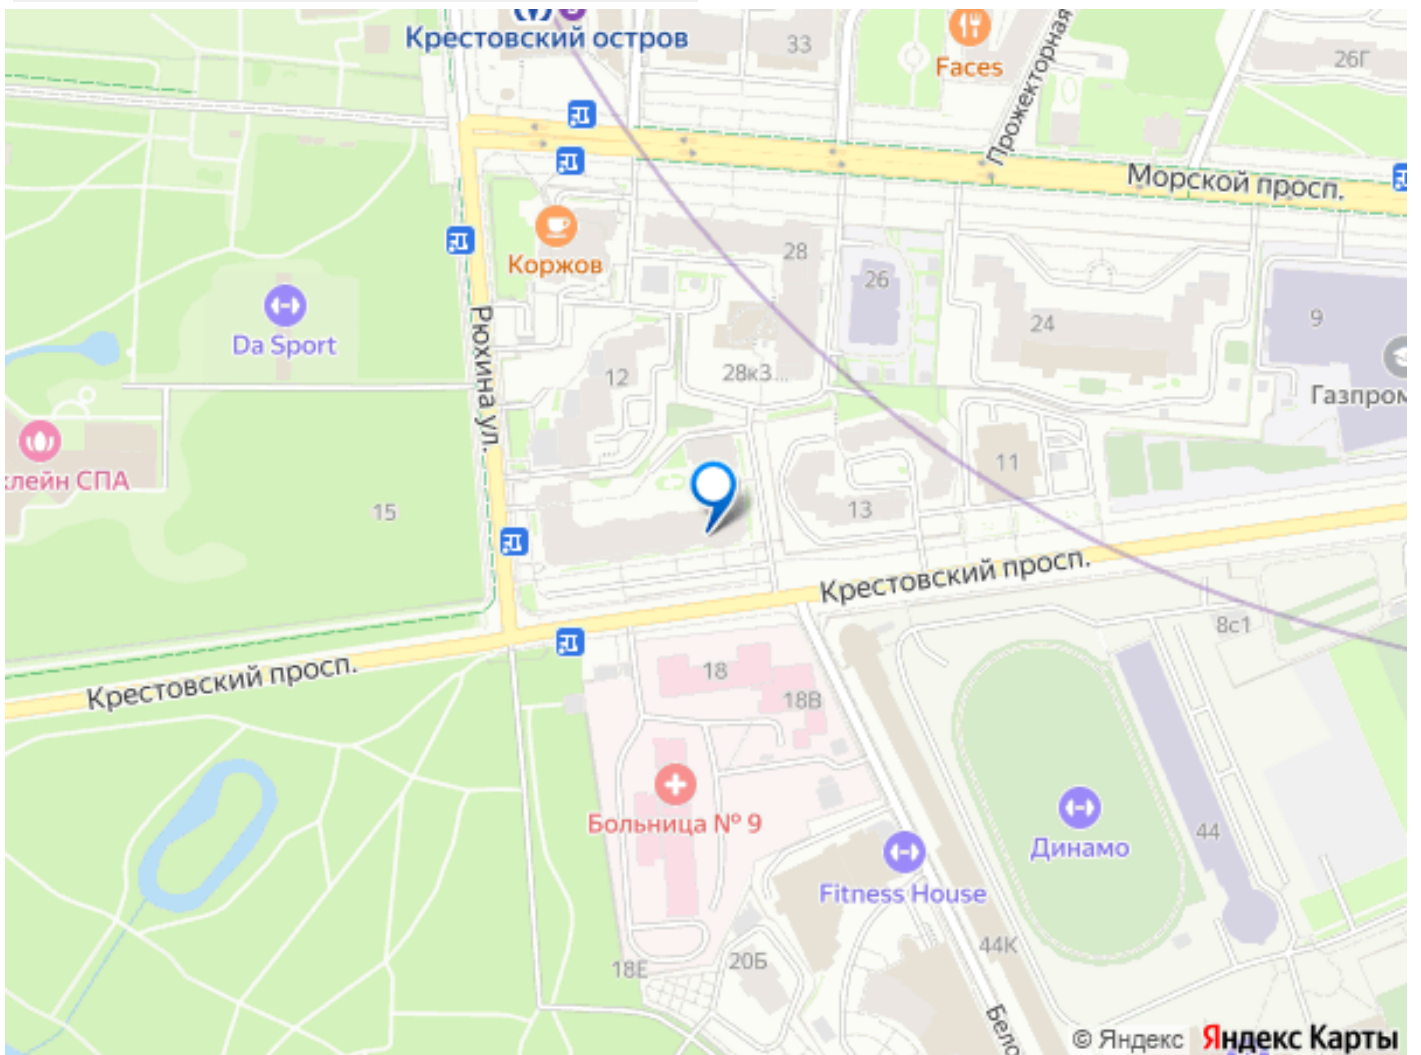 Крестовский остров
33
Faces
Прожекторная
26Г
Морской просп.
Коржов
28
26
24
9
Da Sport
Рюхина ул.
12
28к3...
Газпром
клейн СПА
15
11
13
Крестовский просп.
8с1
Крестовский просп.
18
18В
Больница № 9
Динамо
44
Fitness House
44К
18Е
20Б
Бело
© Яндекс Яндекс Карты